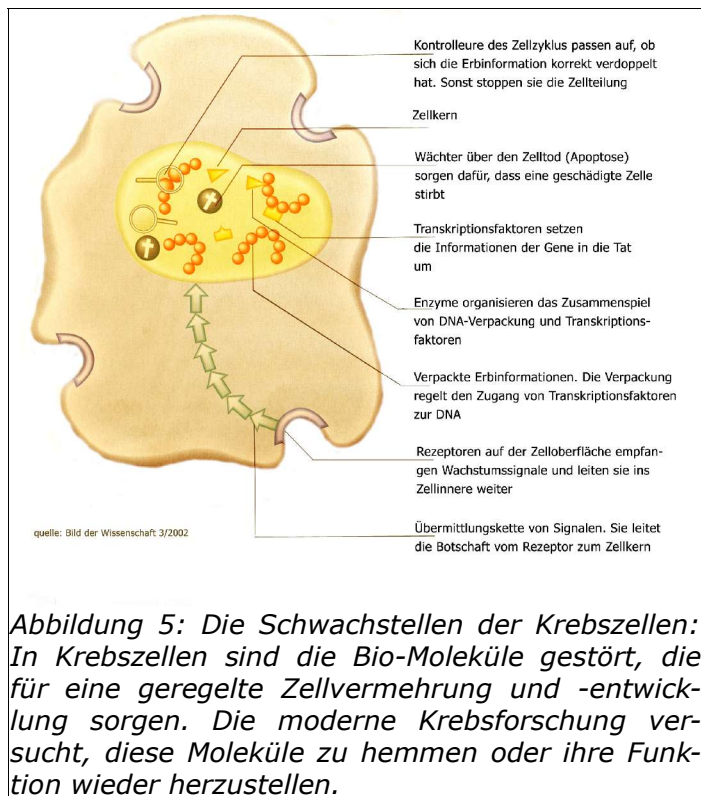 Kontrolleure des Zellzyklus passen auf, ob
sich die Erbinformation korrekt verdoppelt
hat. Sonst stoppen sie die Zellteilung
Zellkern
Wächter über den Zelltod (Apoptose)
sorgen dafür, dass eine geschädigte Zelle
stirbt
Transkriptionsfaktoren setzen
die Informationen der Gene in die Tat
um
Enzyme organisieren das Zusammenspiel
von DNA-Verpackung und Transkriptions-
faktoren
Verpackte Erbinformationen. Die Verpackung
regelt den Zugang von Transkriptionsfaktoren
zur DNA
Rezeptoren auf der Zelloberfläche empfan-
gen Wachstumssignale und leiten sie ins
Zellinnere weiter
Übermittlungskette von Signalen. Sie leitet
die Botschaft vom Rezeptor zum Zellkern
quelle: Bild der Wissenschaft 3/2002
Abbildung 5: Die Schwachstellen der Krebszellen:
In Krebszellen sind die Bio-Moleküle gestört, die
für eine geregelte Zellvermehrung und -entwick-
lung sorgen. Die moderne Krebsforschung ver-
sucht, diese Moleküle zu hemmen oder ihre Funk-
tion wieder herzustellen.